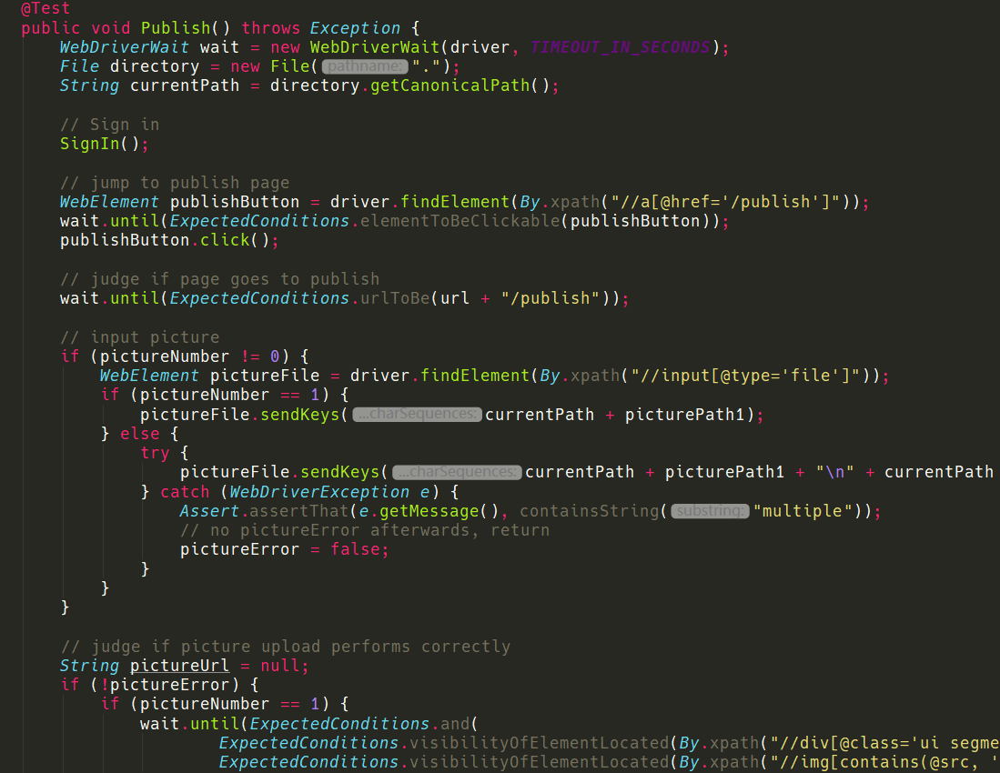 @Test
public void Publish() throws Exception {
    WebDriverWait wait = new WebDriverWait(driver, TIMEOUT_IN_SECONDS);
    File directory = new File( pathname: ".");
    String currentPath = directory.getCanonicalPath();

    // Sign in
    SignIn();

    // jump to publish page
    WebElement publishButton = driver.findElement(By.xpath("//a[@href='/publish']"));
    wait.until(ExpectedConditions.elementToBeClickable(publishButton));
    publishButton.click();

    // judge if page goes to publish
    wait.until(ExpectedConditions.urlToBe(url + "/publish"));

    // input picture
    if (pictureNumber != 0) {
        WebElement pictureFile = driver.findElement(By.xpath("//input[@type='file']"));
        if (pictureNumber == 1) {
            pictureFile.sendKeys( ...charSequences: currentPath + picturePath1);
        } else {
            try {
                pictureFile.sendKeys( ...charSequences: currentPath + picturePath1 + "\n" + currentPath
            } catch (WebDriverException e) {
                Assert.assertThat(e.getMessage(), containsString( substring: "multiple"));
                // no pictureError afterwards, return
                pictureError = false;
            }
        }
    }

    // judge if picture upload performs correctly
    String pictureUrl = null;
    if (!pictureError) {
        if (pictureNumber == 1) {
            wait.until(ExpectedConditions.and(
                    ExpectedConditions.visibilityOfElementLocated(By.xpath("//div[@class='ui segme
                    ExpectedConditions.visibilityOfElementLocated(By.xpath("//img[contains(@src, '